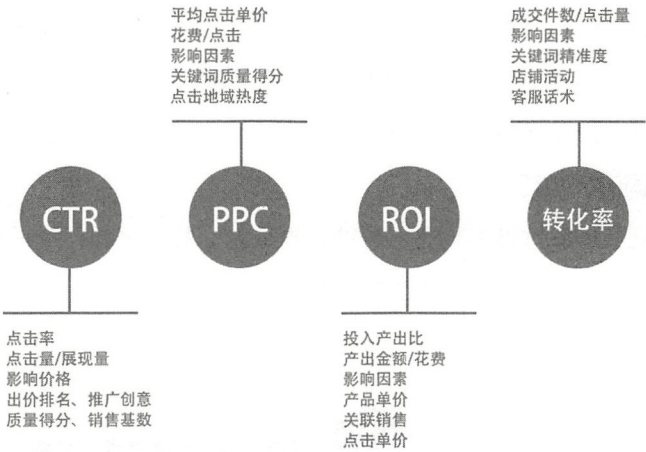 平均点击单价
花费/点击
影响因素
关键词质量得分
点击地域热度
成交件数/点击量
影响因素
关键词精准度
店铺活动
客服话术
CTR
PPC
ROI
转化率
点击率
点击量/展现量
影响价格
出价排名、推广创意
质量得分、销售基数
投入产出比
产出金额/花费
影响因素
产品单价
关联销售
点击单价